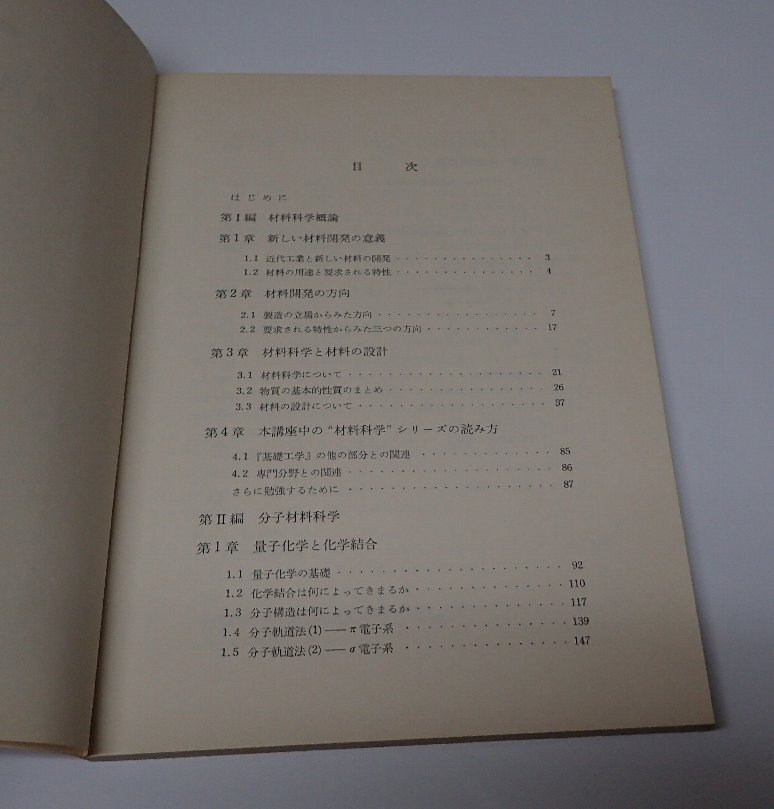 目 次
はじめに
第Ⅰ編 材料科学概論
第1章 新しい材料開発の意義
1.1 近代工業と新しい材料の開発 ················ 3
1.2 材料の用途と要求される特性 ················ 4
第2章 材料開発の方向
2.1 製造の立場からみた方向 ················ 7
2.2 要求される特性からみた三つの方向 ············ 17
第3章 材料科学と材料の設計
3.1 材料科学について ···················· 21
3.2 物質の基本的性質のまとめ ················ 26
3.3 材料の設計について ··················· 37
第4章 本講座中の“材料科学”シリーズの読み方
4.1 『基礎工学』の他の部分との関連 ············· 85
4.2 専門分野との関連 ···················· 86
さらに勉強するために ···················· 87
第Ⅱ編 分子材料科学
第1章 量子化学と化学結合
1.1 量子化学の基礎 ····················· 92
1.2 化学結合は何によってきまるか ·············· 110
1.3 分子構造は何によってきまるか ·············· 117
1.4 分子軌道法(1)——π電子系 ················ 139
1.5 分子軌道法(2)——σ電子系 ················ 147